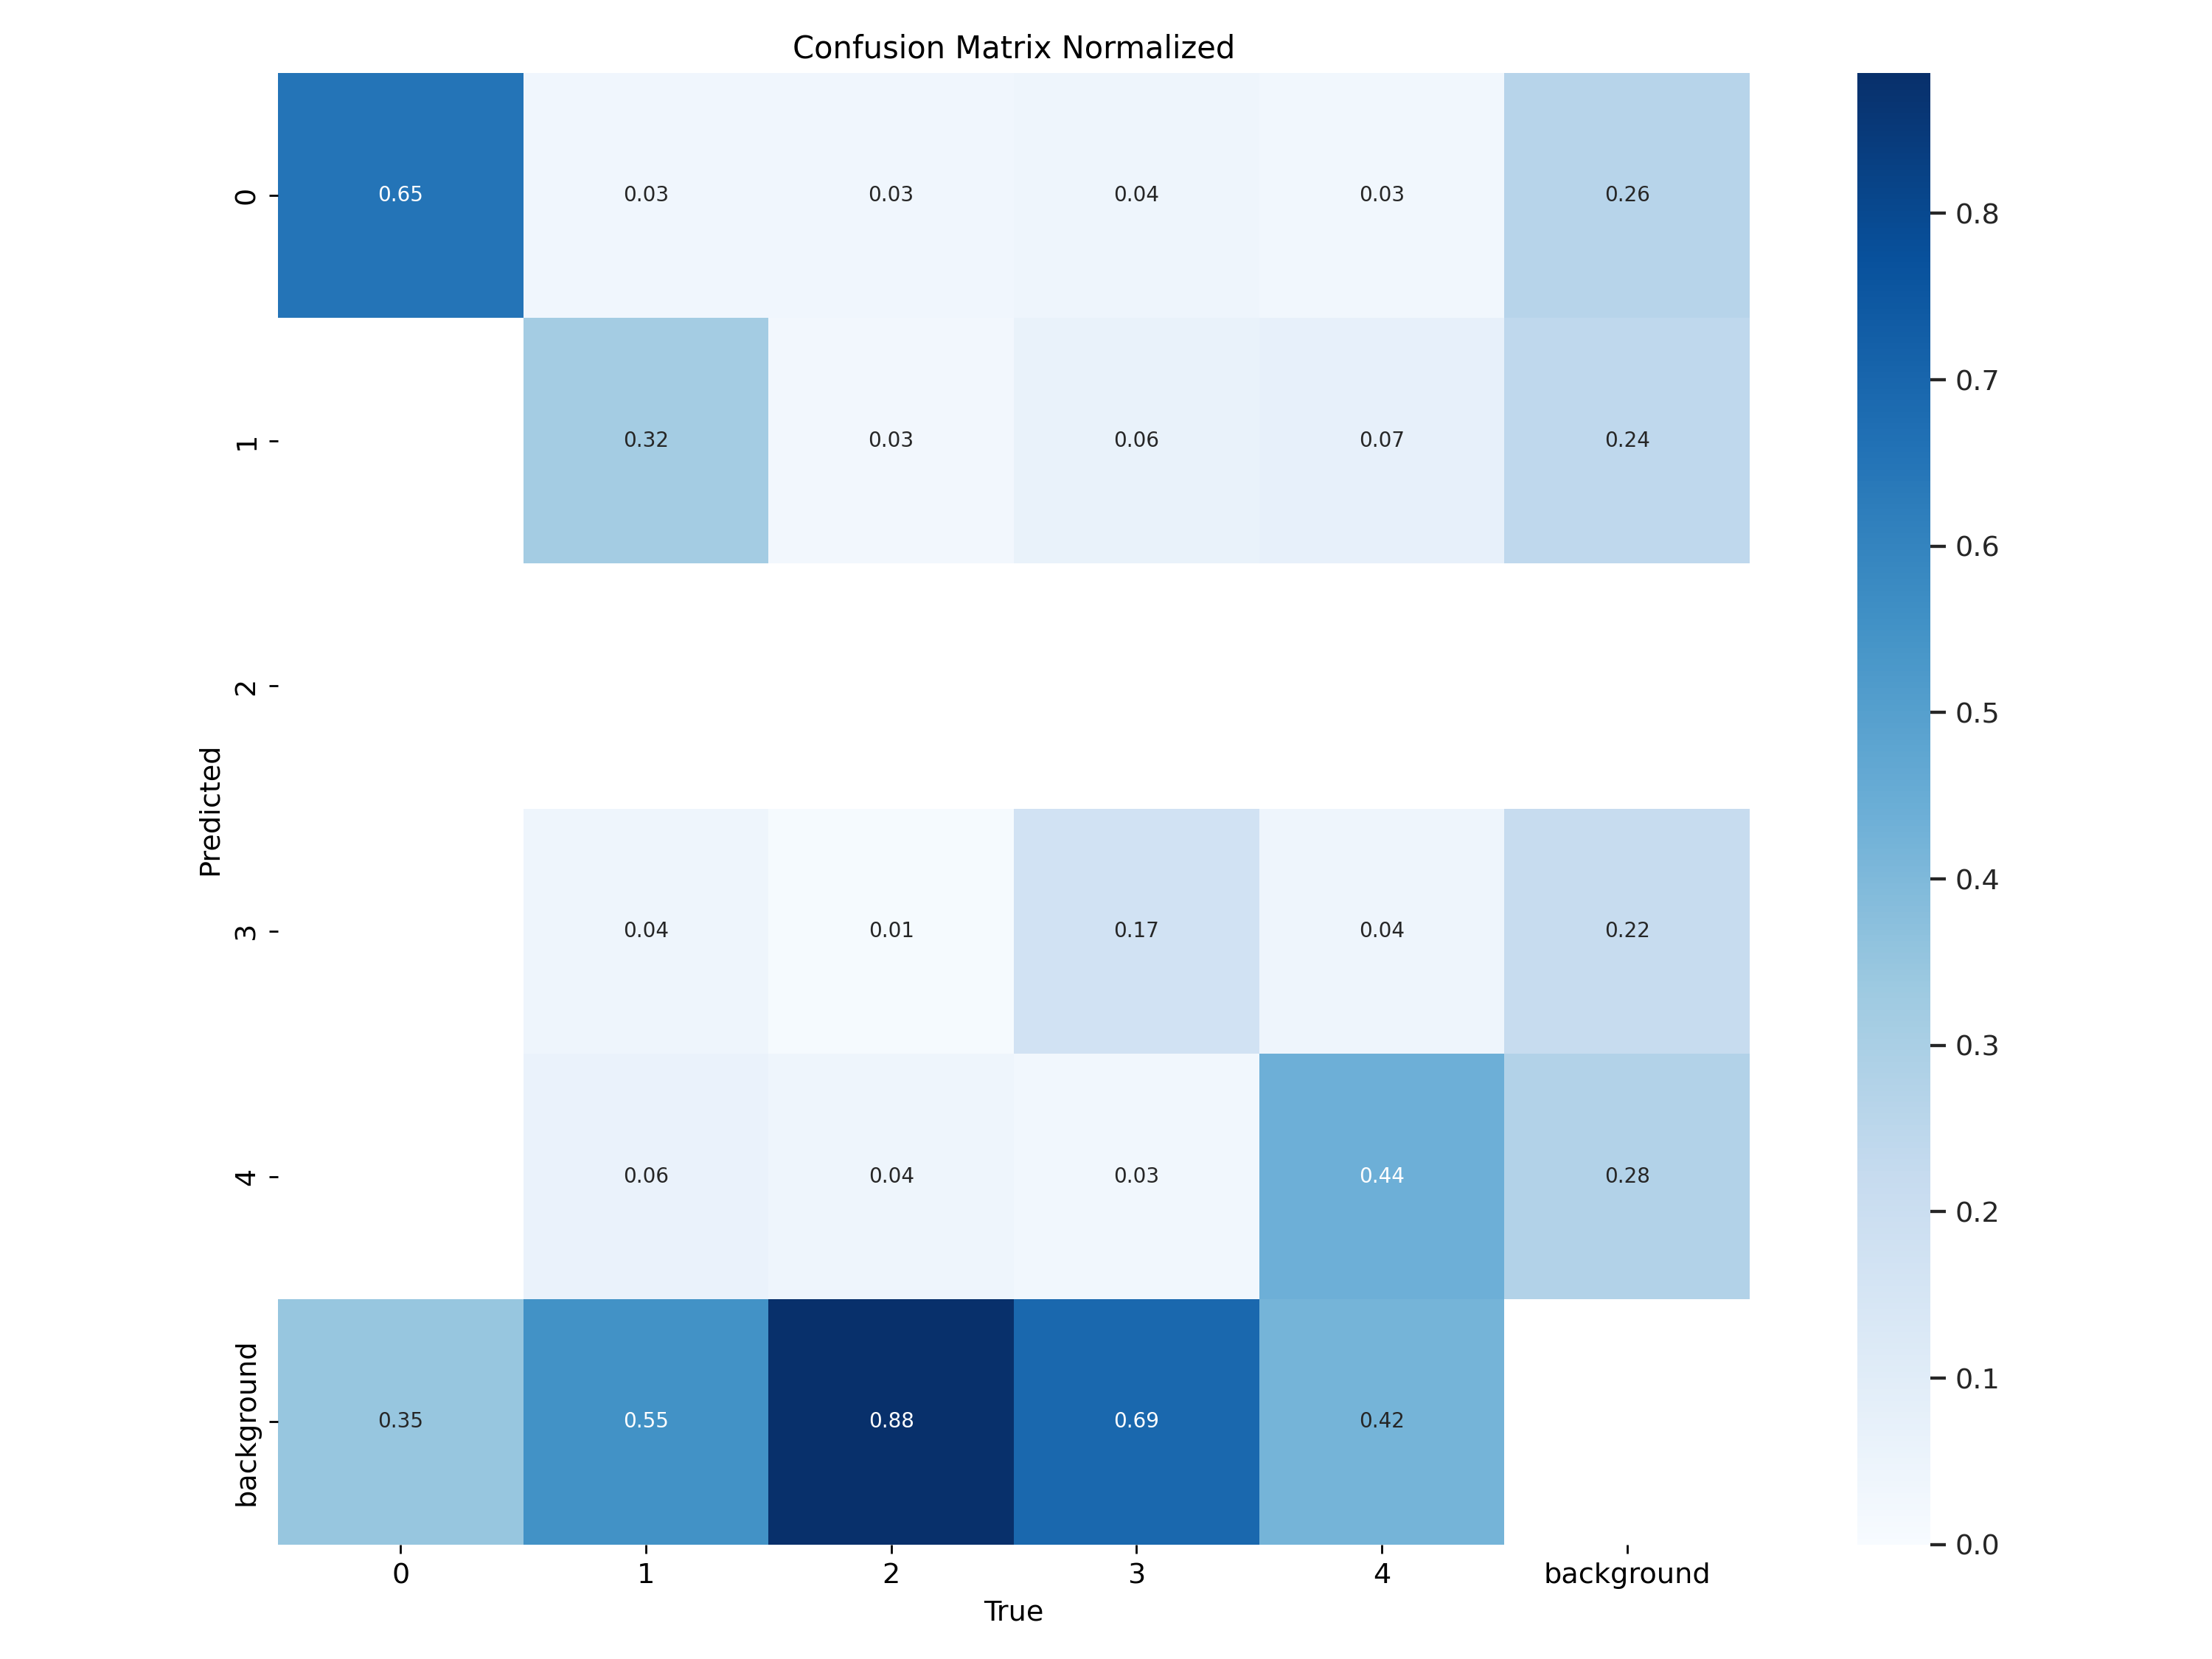 Confusion Matrix Normalized
0 0.65 0.03 0.03 0.04 0.03 0.26
1 0.32 0.03 0.06 0.07 0.24
2
3 0.04 0.01 0.17 0.04 0.22
4 0.06 0.04 0.03 0.44 0.28
background 0.35 0.55 0.88 0.69 0.42
0 1 2 3 4 background
True
Predicted
0.8
0.7
0.6
0.5
0.4
0.3
0.2
0.1
0.0